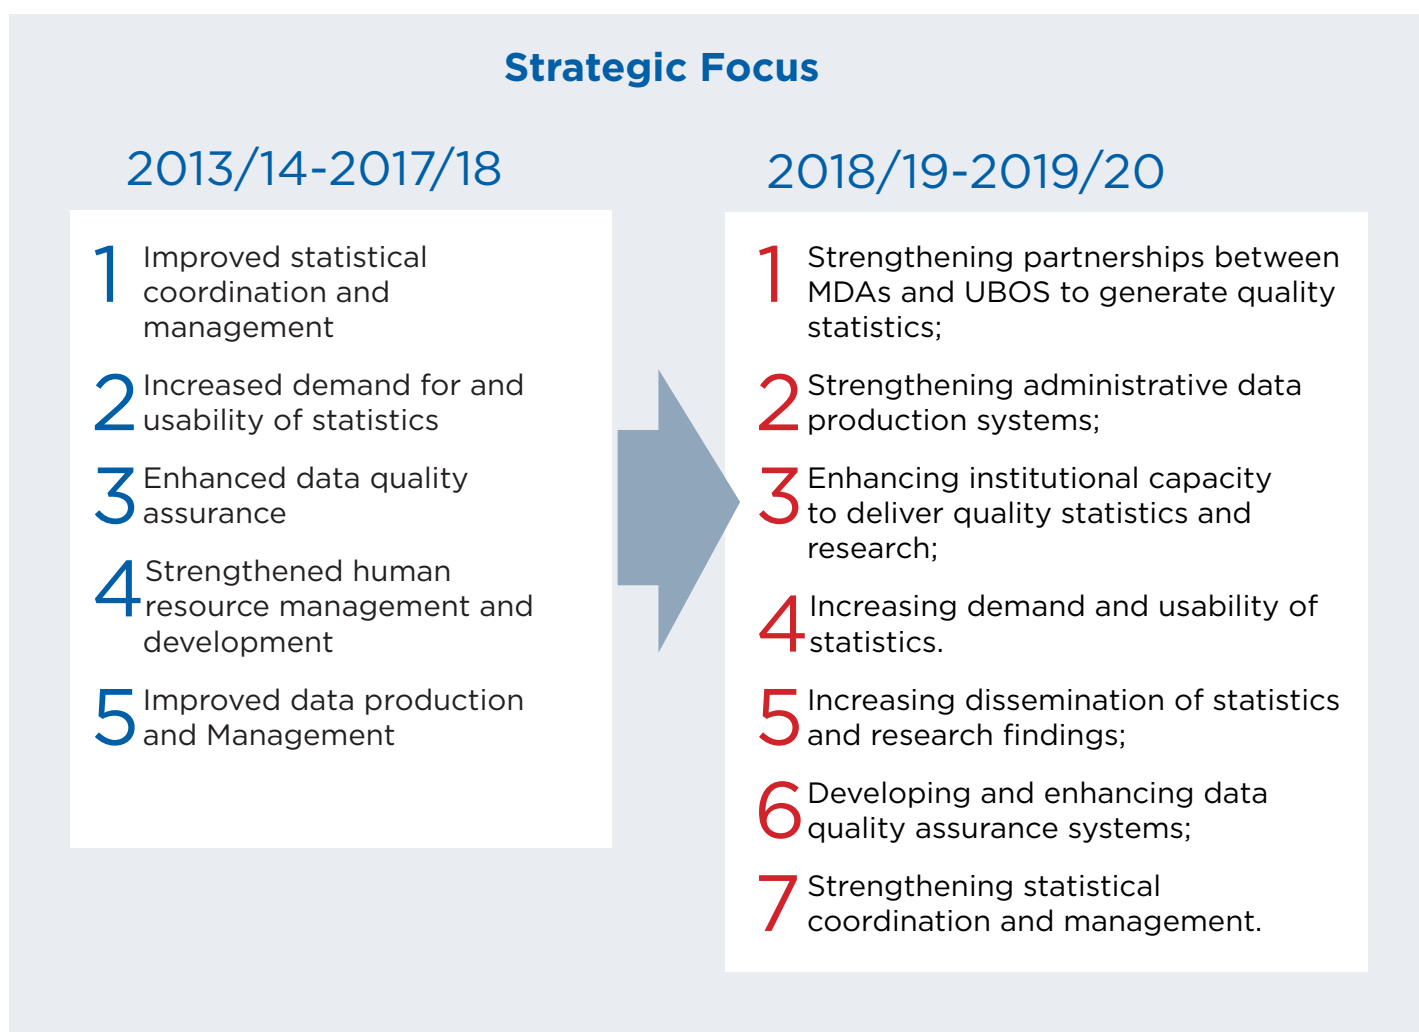 Strategic Focus
2013/14-2017/18
1 Improved statistical
coordination and
management
2 Increased demand for and
usability of statistics
3 Enhanced data quality
assurance
4 Strengthened human
resource management and
development
5 Improved data production
and Management
2018/19-2019/20
1 Strengthening partnerships between
MDAs and UBOS to generate quality
statistics;
2 Strengthening administrative data
production systems;
3 Enhancing institutional capacity
to deliver quality statistics and
research;
4 Increasing demand and usability of
statistics.
5 Increasing dissemination of statistics
and research findings;
6 Developing and enhancing data
quality assurance systems;
7 Strengthening statistical
coordination and management.